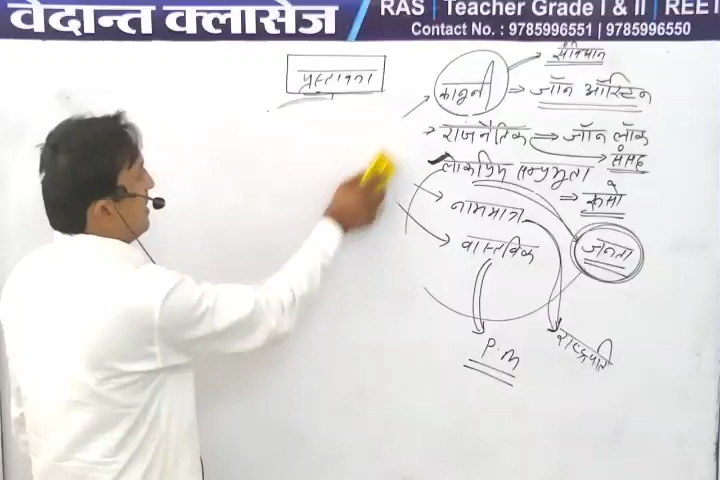 वेदान्त क्लासेज
RAS | Teacher Grade I & II | REET
Contact No. : 9785996551 | 9785996550
प्रस्तावना
संविधान
कानूनी → जॉन ऑस्टिन
→ राजनैतिक → जॉन लॉक
संसद
लोकप्रिय सम्प्रभुता
⇒ रूसो
→ नाममात्र
जनता
→ वास्तविक
P.M
राष्ट्रपति